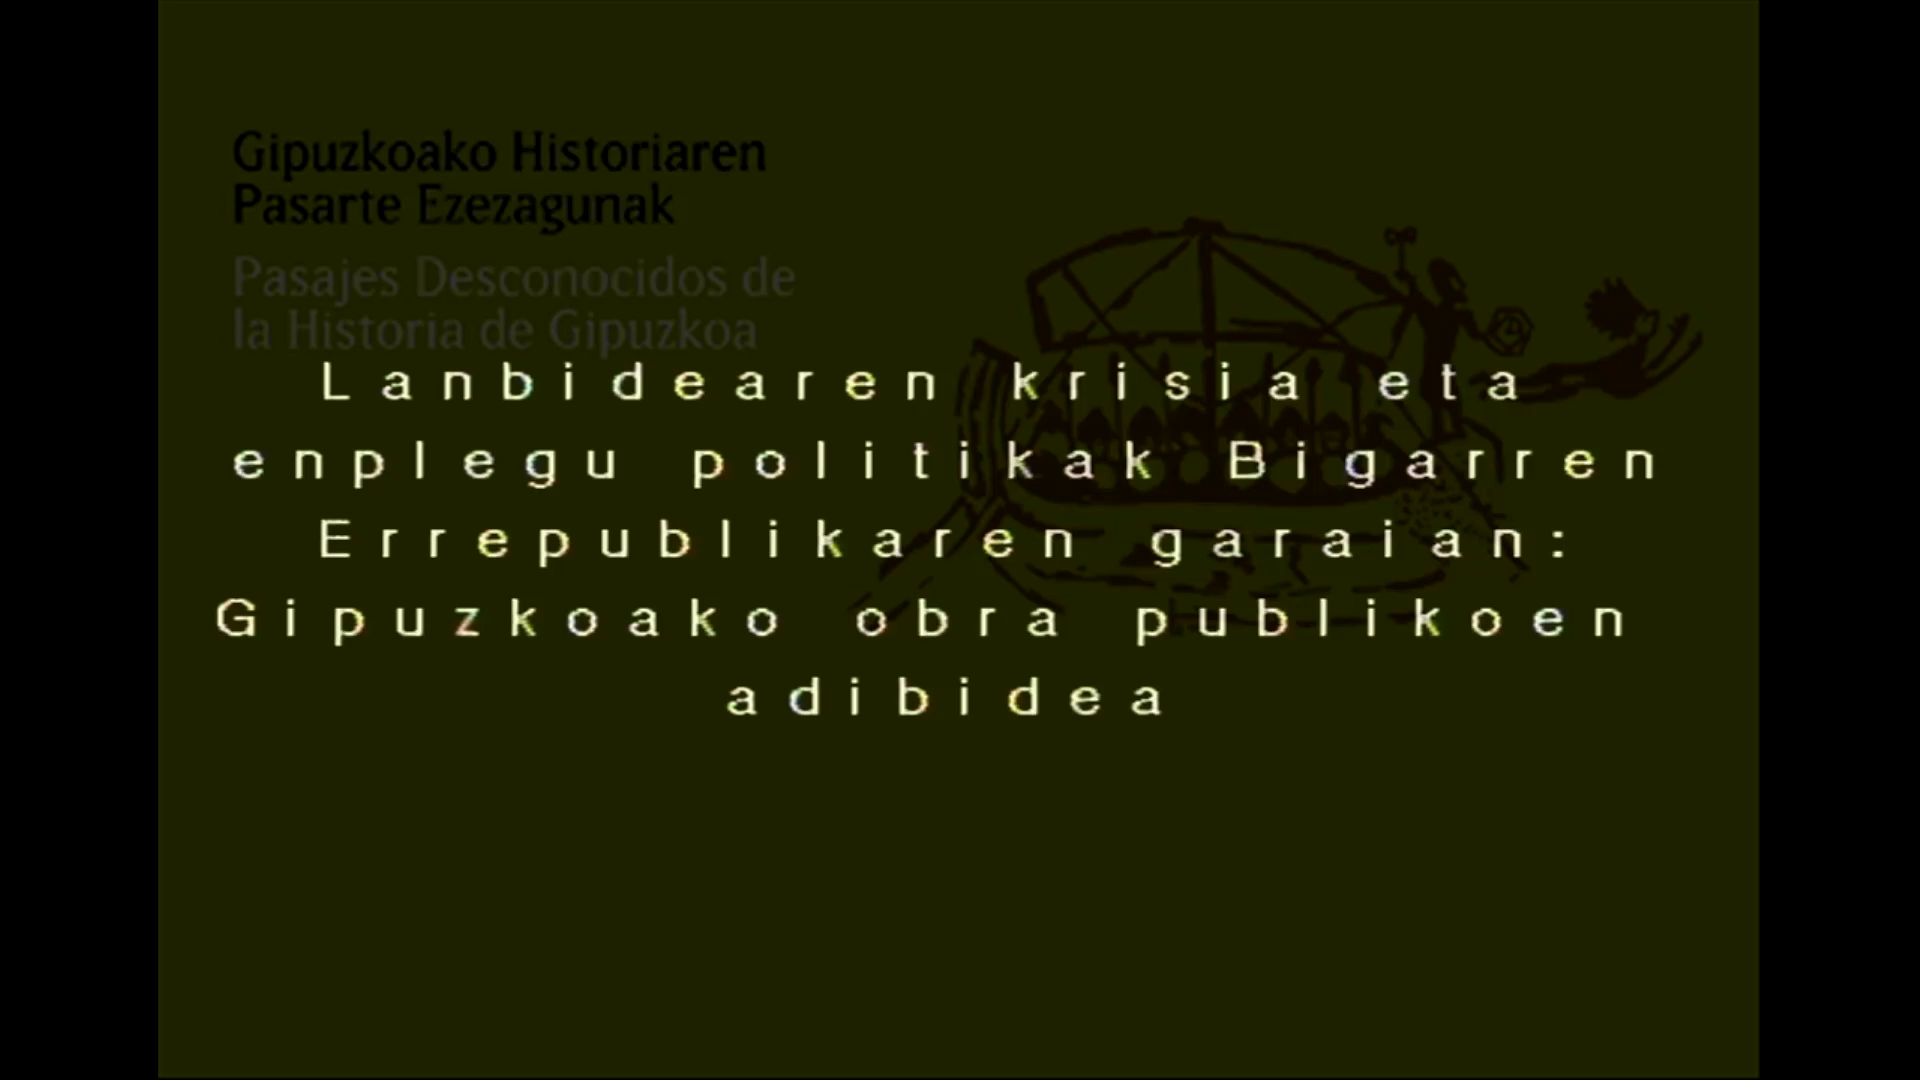 Gipuzkoako Historiaren
Pasarte Ezezagunak
Pasajes Desconocidos de
la Historia de Gipuzkoa
Lanbidearen krisia eta
enplegu politikak Bigarren
Errepublikaren garaian:
Gipuzkoako obra publikoen
adibidea